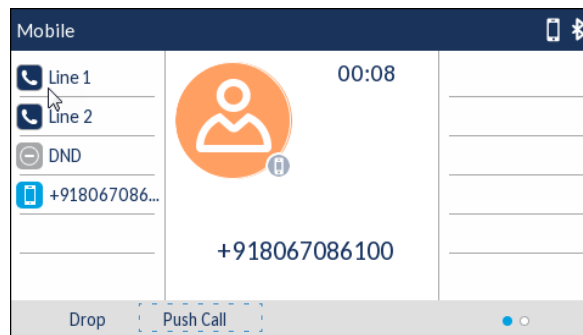 Mobile
Line 1
00:08
Line 2
DND
+918067086...
+918067086100
Drop
Push Call